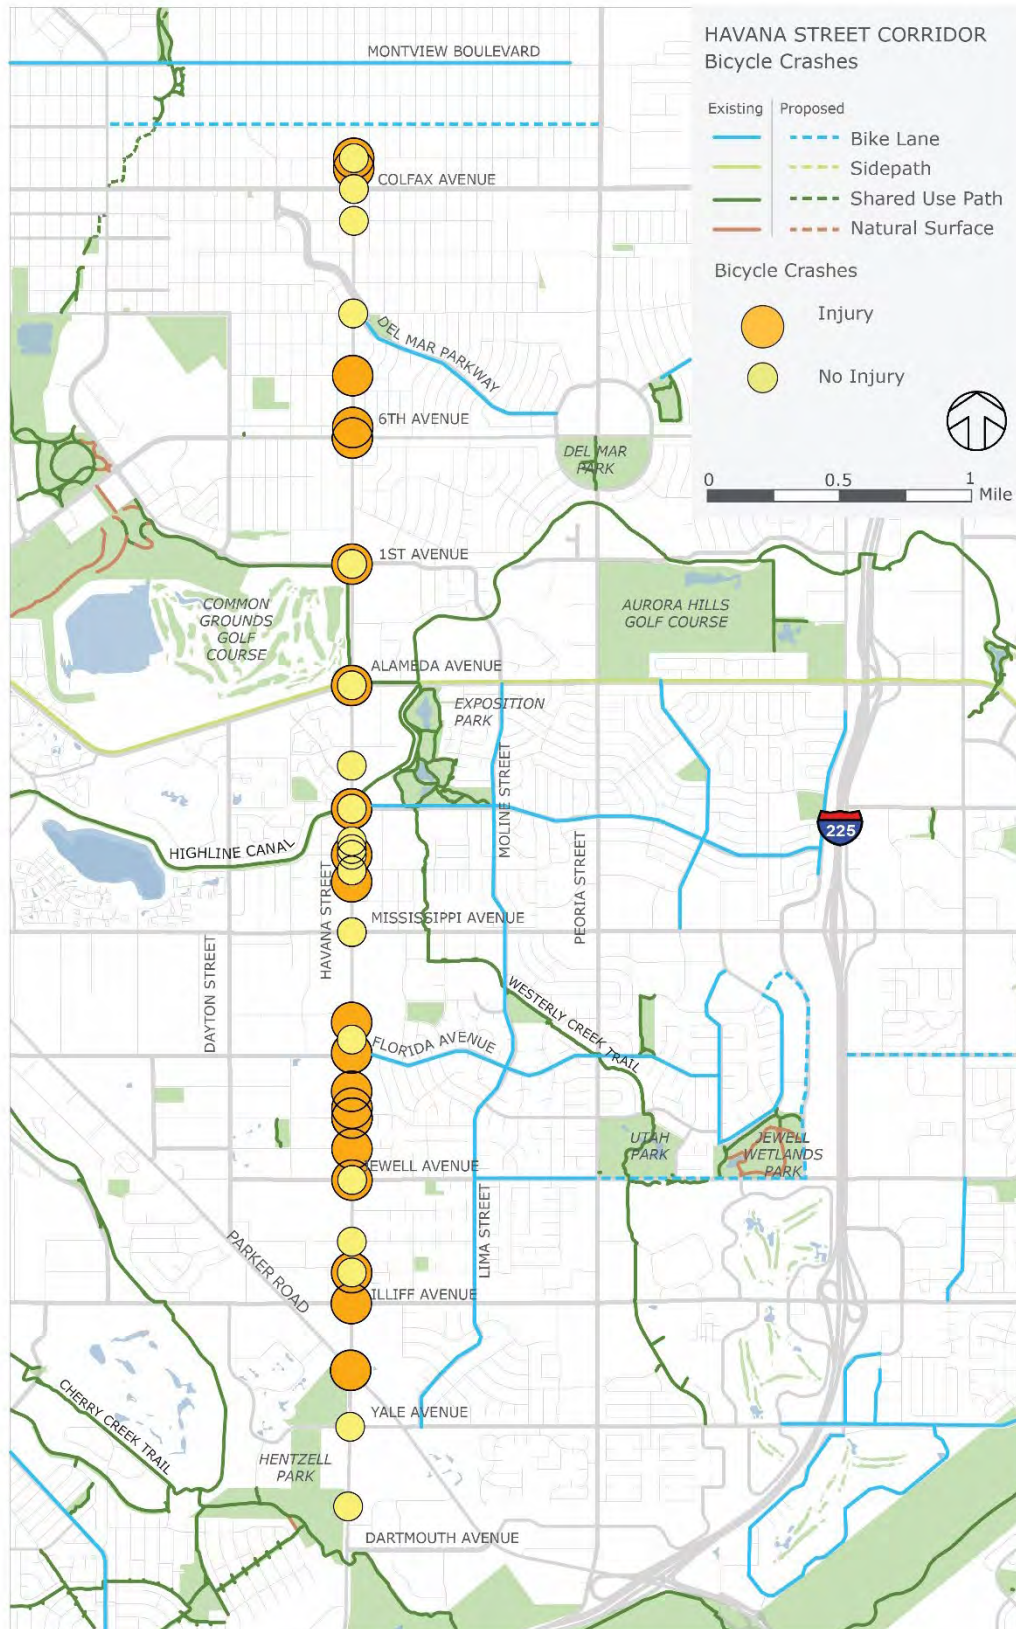 MONTVIEW BOULEVARD
HAVANA STREET CORRIDOR
Bicycle Crashes
Existing
Proposed
Bike Lane
Sidepath
Shared Use Path
Natural Surface
Bicycle Crashes
Injury
No Injury
0
0.5
1
Mile
COLFAX AVENUE
DEL MAR PARKWAY
6TH AVENUE
DEL MAR
PARK
1ST AVENUE
COMMON
GROUNDS
GOLF
COURSE
AURORA HILLS
GOLF COURSE
ALAMEDA AVENUE
EXPOSITION
PARK
MOLINE STREET
225
HIGHLINE CANAL
PEORIA STREET
HAVANA STREET
MISSISSIPPI AVENUE
DAYTON STREET
WESTERLY CREEK TRAIL
FLORIDA AVENUE
UTAH
PARK
JEWELL
WETLANDS
PARK
JEWELL AVENUE
LIMA STREET
PARKER ROAD
ILLIFF AVENUE
CHERRY CREEK TRAIL
YALE AVENUE
HENTZELL
PARK
DARTMOUTH AVENUE